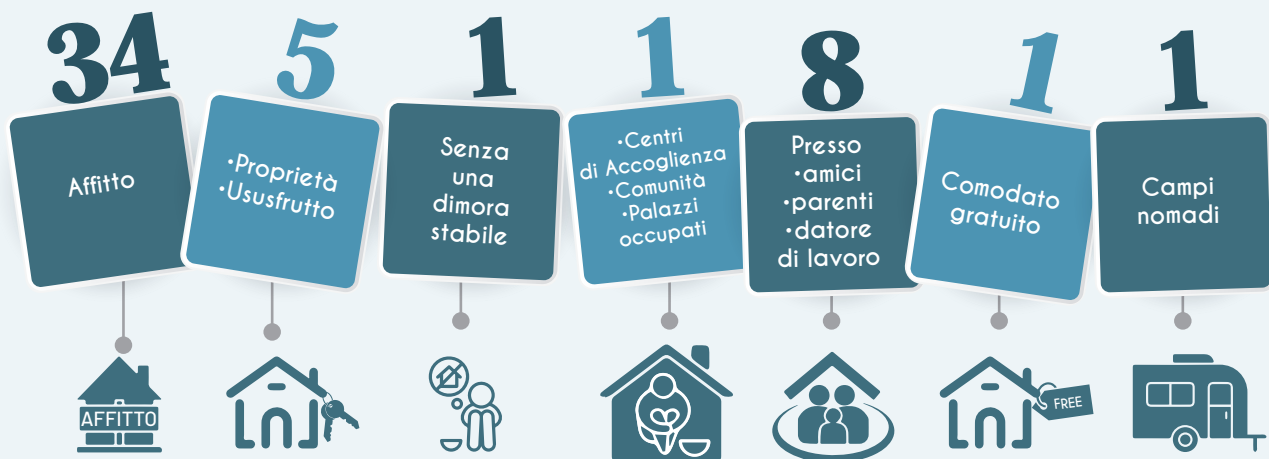 34
Affitto
AFFITTO
5
•Proprietà
•Ususfrutto
1
Senza
una
dimora
stabile
1
•Centri
di Accoglienza
•Comunità
•Palazzi
occupati
8
Presso
•amici
•parenti
•datore
di lavoro
1
Comodato
gratuito
FREE
1
Campi
nomadi